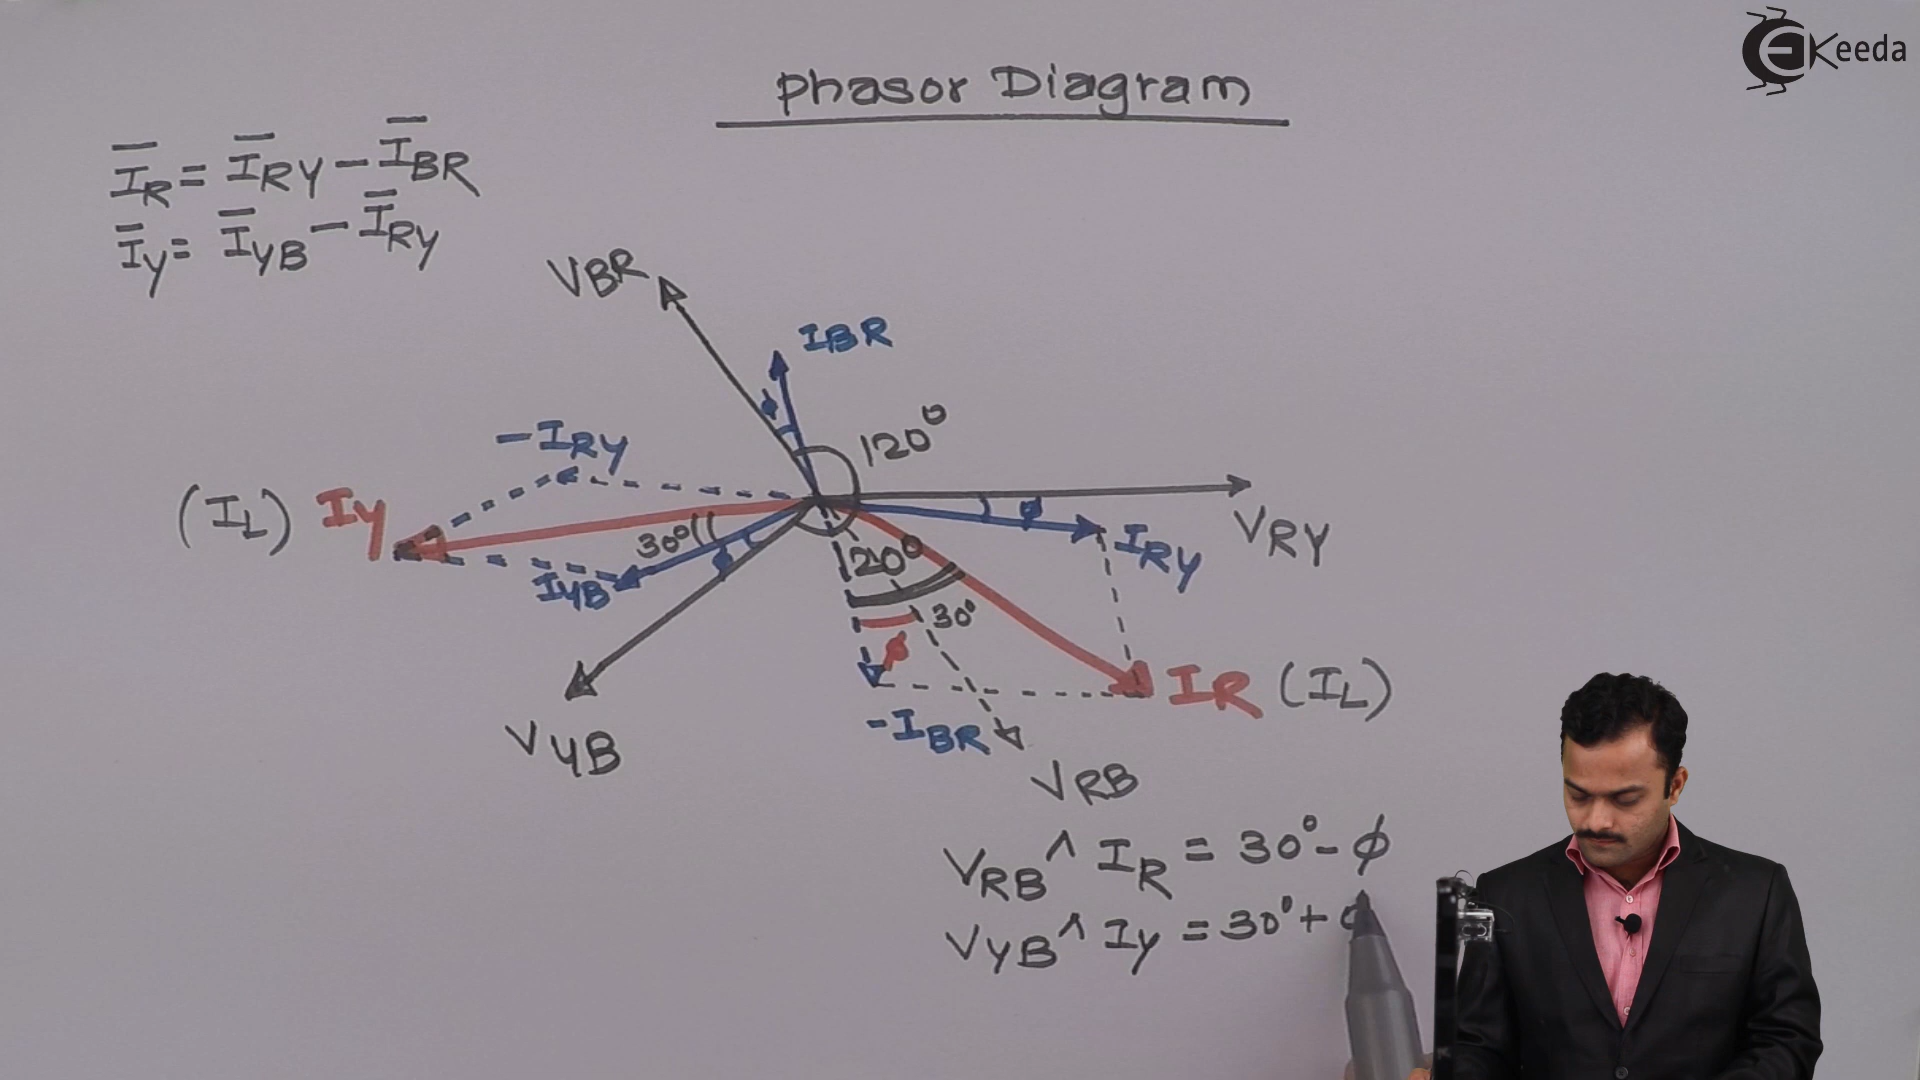 EKeeda
Phasor Diagram
I̅R = I̅RY − I̅BR
I̅Y = I̅YB − I̅RY
VBR
IBR
ϕ
120°
−IRY
(IL) IY
30°
ϕ
VRY
IRY
IYB
ϕ
120°
30°
ϕ
IR (IL)
−IBR
VYB
VRB
VRB ^ IR = 30° − ϕ
VYB ^ IY = 30° +